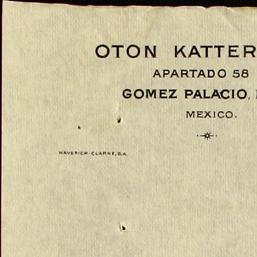 OTON KATTER
APARTADO 58
GOMEZ PALACIO,
MEXICO.
MAVERICK-CLARKE, S.A.